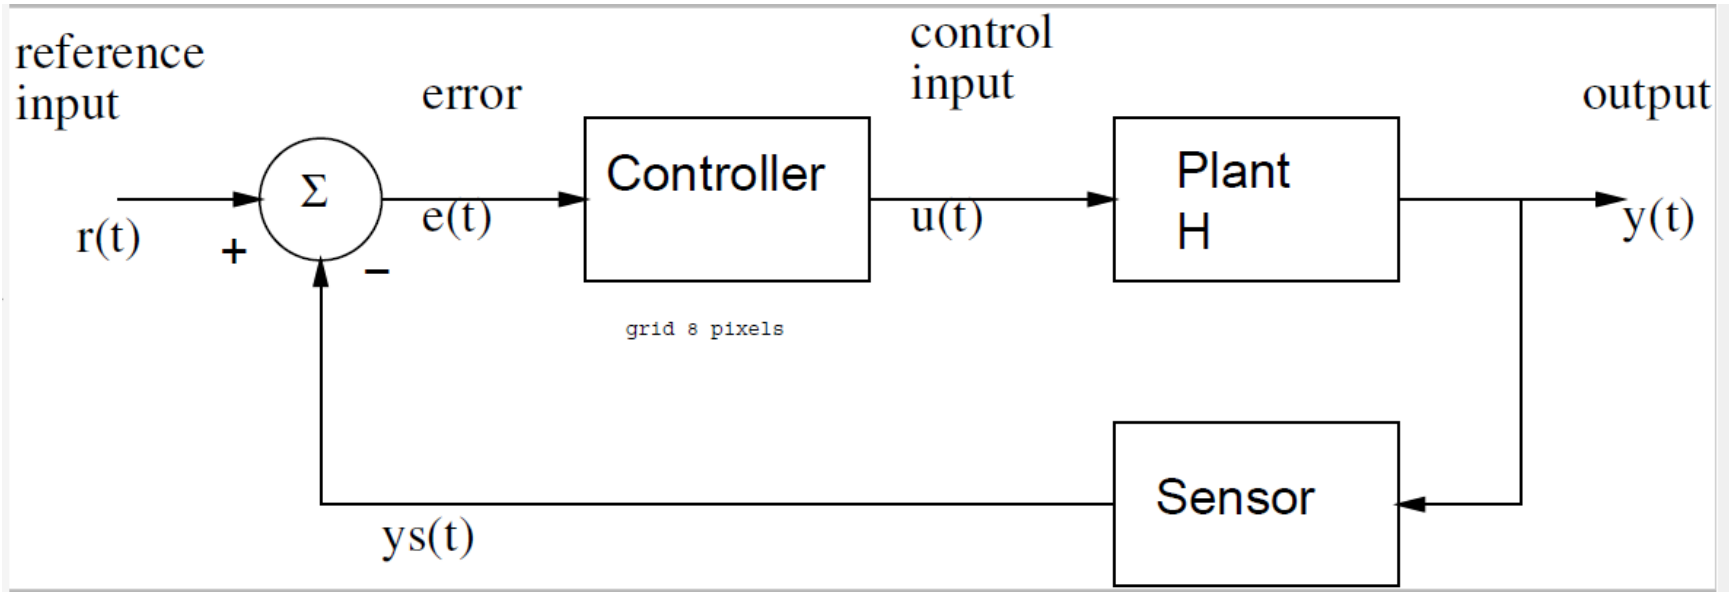 reference
input
error
control
input
output
r(t)
+
Σ
−
e(t)
Controller
u(t)
Plant
H
y(t)
grid 8 pixels
ys(t)
Sensor